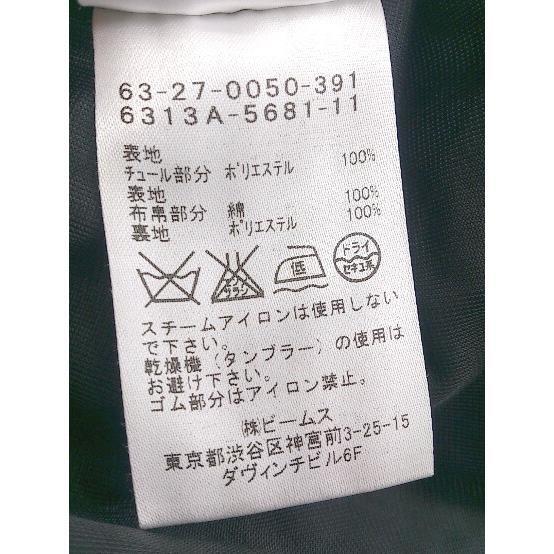 63-27-0050-391
6313A-5681-11
表地
チュール部分 ポリエステル 100%
表地
布帛部分 綿 100%
裏地 ポリエステル 100%
エンソ サラシ 低 ドライ セキユ系
スチームアイロンは使用しない
で下さい。
乾燥機(タンブラー)の使用は
お避け下さい。
ゴム部分はアイロン禁止。
㈱ビームス
東京都渋谷区神宮前3-25-15
ダヴィンチビル6F